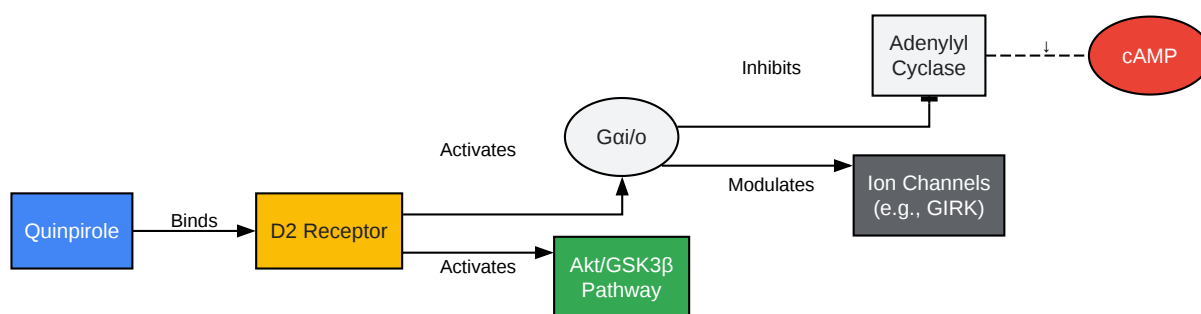 Quinpirole
Binds
D2 Receptor
Activates
Gαi/o
Inhibits
Adenylyl
Cyclase
↓
cAMP
Modulates
Ion Channels
(e.g., GIRK)
Activates
Akt/GSK3β
Pathway